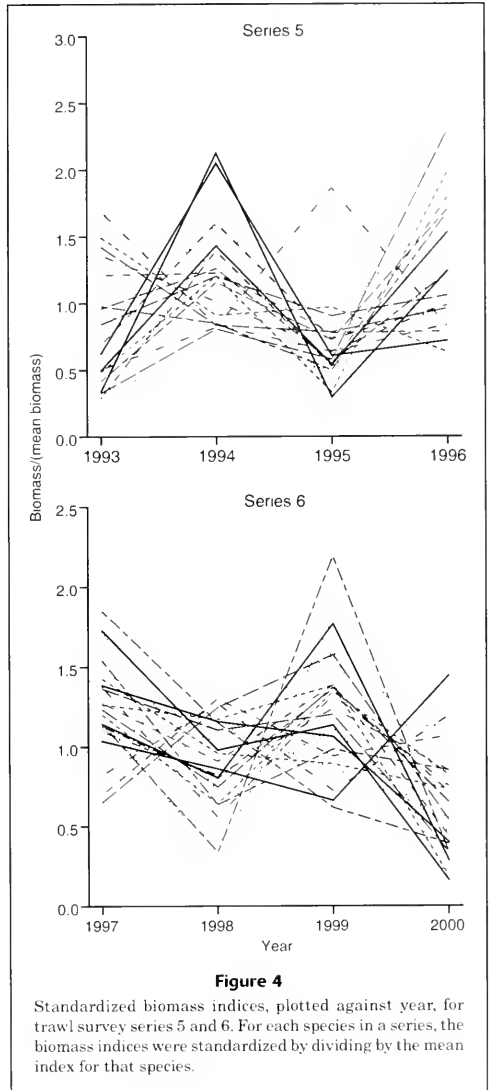 Series 5
3.0
2.5
2.0
1.5
1.0
0.5
0.0
1993 1994 1995 1996
Biomass/(mean biomass)
Series 6
2.5
2.0
1.5
1.0
0.5
0.0
1997 1998 1999 2000
Year
Figure 4
Standardized biomass indices, plotted against year, for
trawl survey series 5 and 6. For each species in a series, the
biomass indices were standardized by dividing by the mean
index for that species.